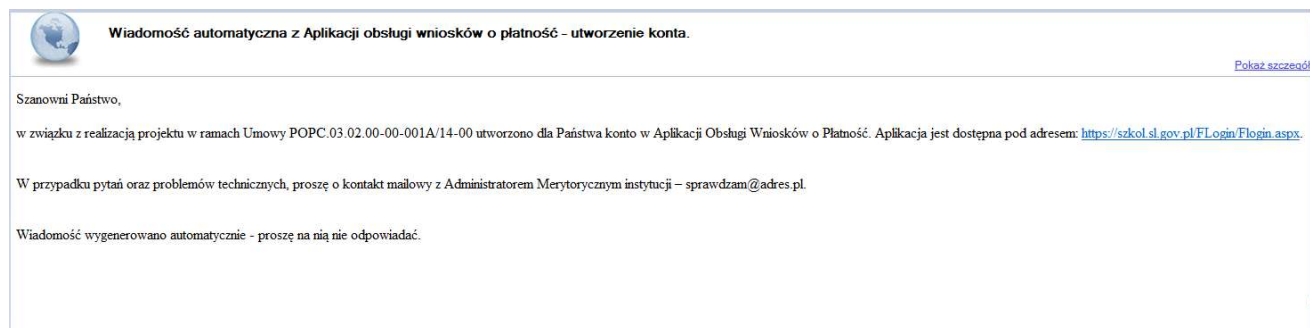 Wiadomość automatyczna z Aplikacji obsługi wniosków o płatność - utworzenie konta.
Pokaż szczegół
Szanowni Państwo,
w związku z realizacją projektu w ramach Umowy POPC.03.02.00-00-001A/14-00 utworzono dla Państwa konto w Aplikacji Obsługi Wniosków o Płatność. Aplikacja jest dostępna pod adresem: https://szkol.sl.gov.pl/FLogin/Flogin.aspx.
W przypadku pytań oraz problemów technicznych, proszę o kontakt mailowy z Administratorem Merytorycznym instytucji – sprawdzam@adres.pl.
Wiadomość wygenerowano automatycznie - proszę na nią nie odpowiadać.